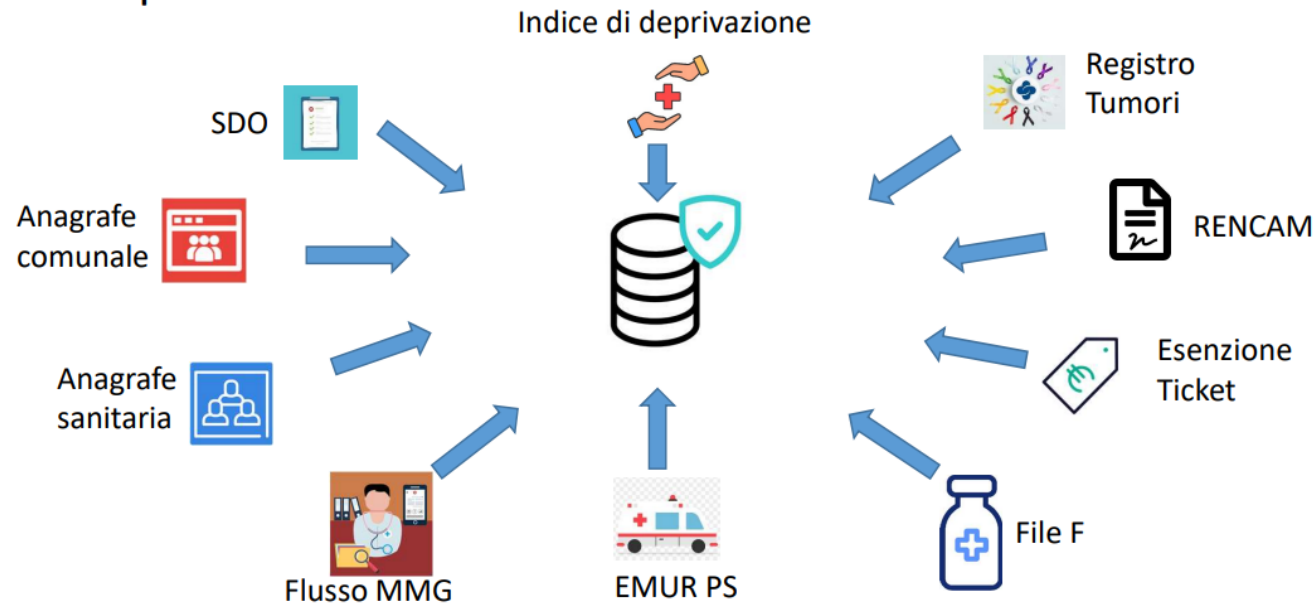 Indice di deprivazione
SDO
Registro
Tumori
Anagrafe
comunale
RENCAM
Anagrafe
sanitaria
Esenzione
Ticket
Flusso MMG
EMUR PS
File F